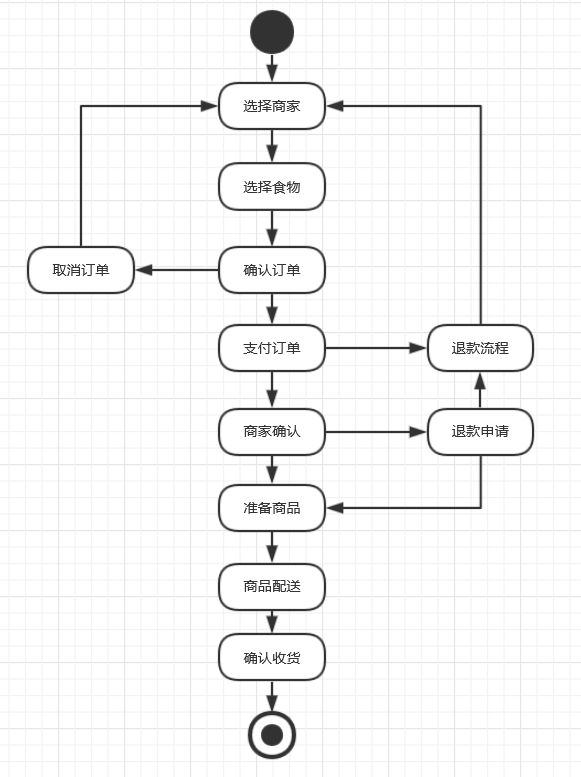 选择商家
选择食物
取消订单
确认订单
支付订单
退款流程
商家确认
退款申请
准备商品
商品配送
确认收货